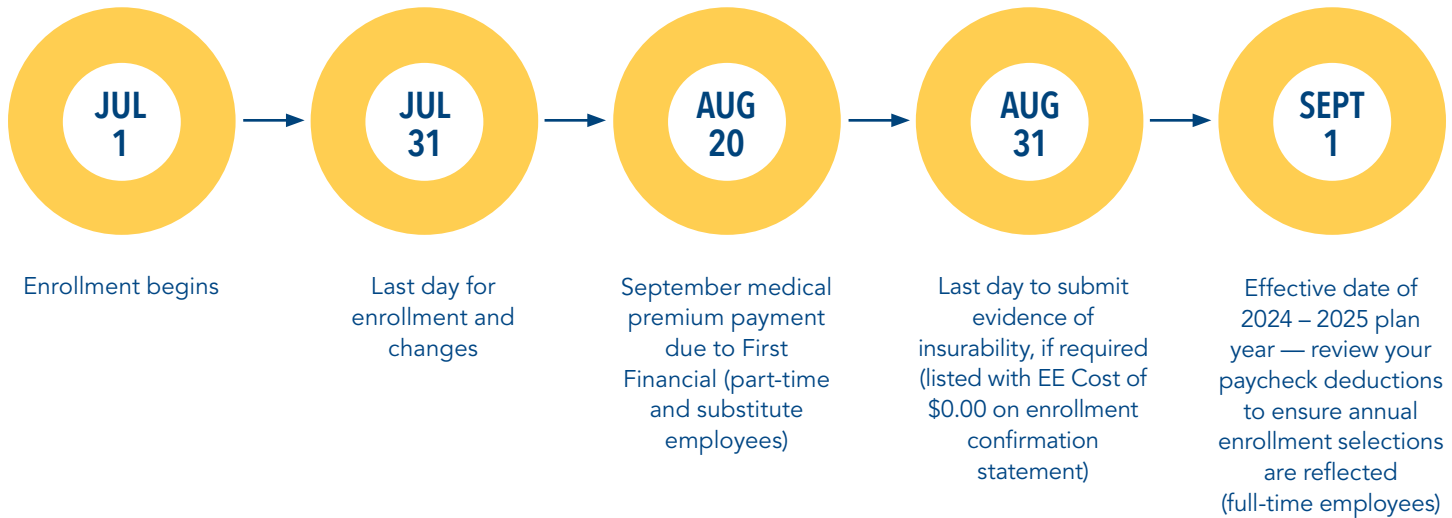 JUL
1
JUL
31
AUG
20
AUG
31
SEPT
1
Enrollment begins
Last day for
enrollment and
changes
September medical
premium payment
due to First
Financial (part-time
and substitute
employees)
Last day to submit
evidence of
insurability, if required
(listed with EE Cost of
$0.00 on enrollment
confirmation
statement)
Effective date of
2024 – 2025 plan
year — review your
paycheck deductions
to ensure annual
enrollment selections
are reflected
(full-time employees)